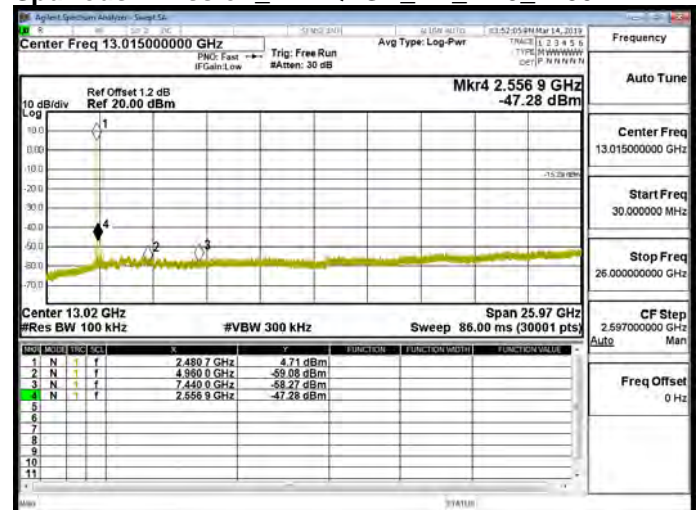 Agilent Spectrum Analyzer - Swept SA
Center Freq 13.015000000 GHz
PNO: Fast
IFGain:Low
Trig: Free Run
#Atten: 30 dB
Avg Type: Log-Pwr
03:52:05 PM Mar 14, 2019
TRACE 1 2 3 4 5 6
TYPE M WWWWW
DET P N N N N N
Frequency
Auto Tune
Center Freq
13.015000000 GHz
Start Freq
30.000000 MHz
Stop Freq
26.000000000 GHz
CF Step
2.597000000 GHz
Auto Man
Freq Offset
0 Hz
Mkr4 2.556 9 GHz
-47.28 dBm
Ref Offset 1.2 dB
10 dB/div Ref 20.00 dBm
Log
10.0
0.00
-10.0
-20.0
-30.0
-40.0
-50.0
-60.0
-70.0
1
4
2
3
-15.29 dBm
Center 13.02 GHz
Span 25.97 GHz
#Res BW 100 kHz
#VBW 300 kHz
Sweep 86.00 ms (30001 pts)
MKR MODE TRC SCL X Y FUNCTION FUNCTION WIDTH FUNCTION VALUE
1 N 1 f 2.480 7 GHz 4.71 dBm
2 N 1 f 4.960 0 GHz -59.08 dBm
3 N 1 f 7.440 0 GHz -58.27 dBm
4 N 1 f 2.556 9 GHz -47.28 dBm
5
6
7
8
9
10
11
MSG
STATUS